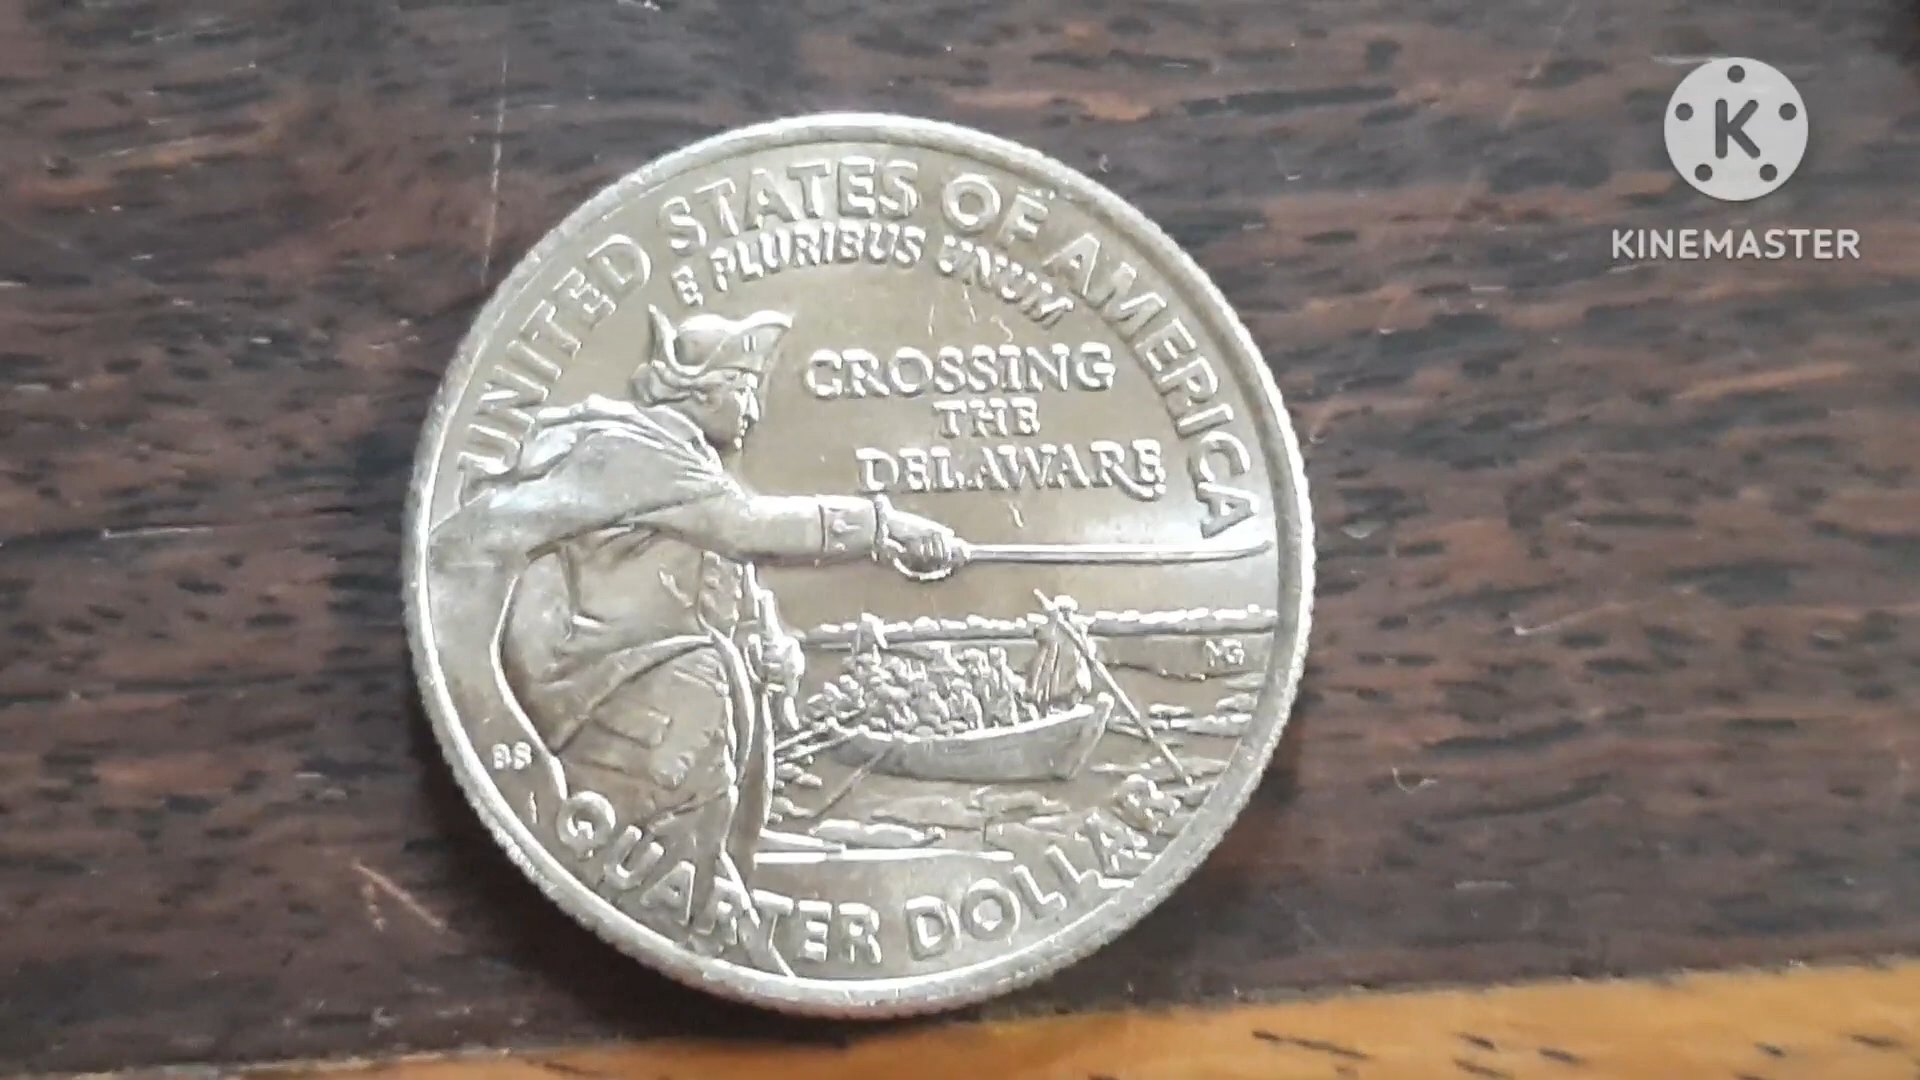 UNITED STATES OF AMERICA
E PLURIBUS UNUM
CROSSING
THE
DELAWARE
MG
BS
QUARTER DOLLAR
K
KINEMASTER